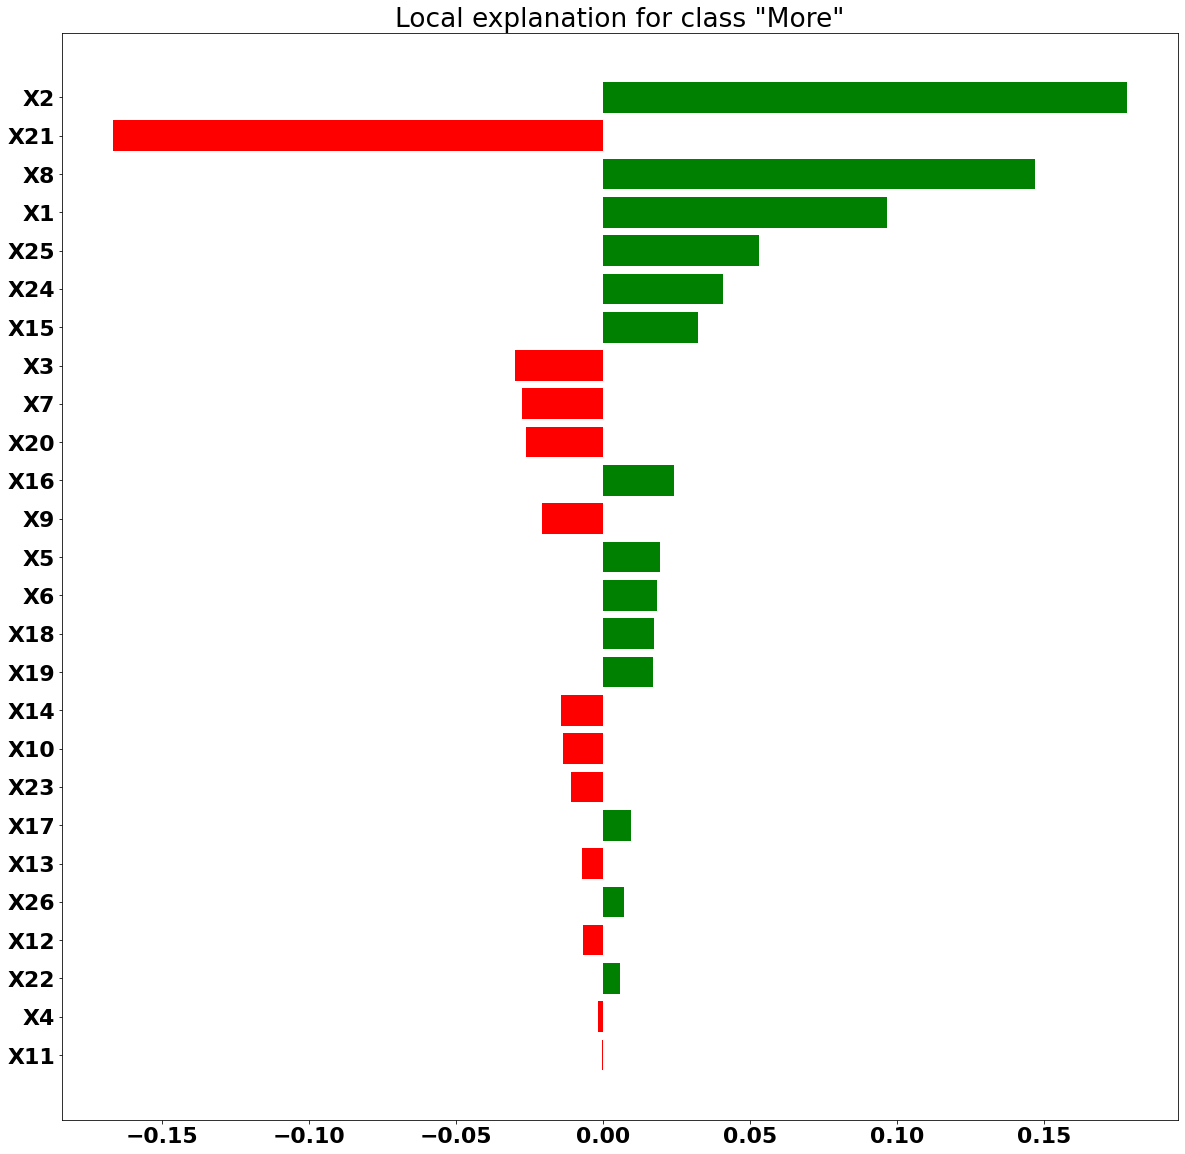 Local explanation for class "More"
X2
X21
X8
X1
X25
X24
X15
X3
X7
X20
X16
X9
X5
X6
X18
X19
X14
X10
X23
X17
X13
X26
X12
X22
X4
X11
−0.15 −0.10 −0.05 0.00 0.05 0.10 0.15